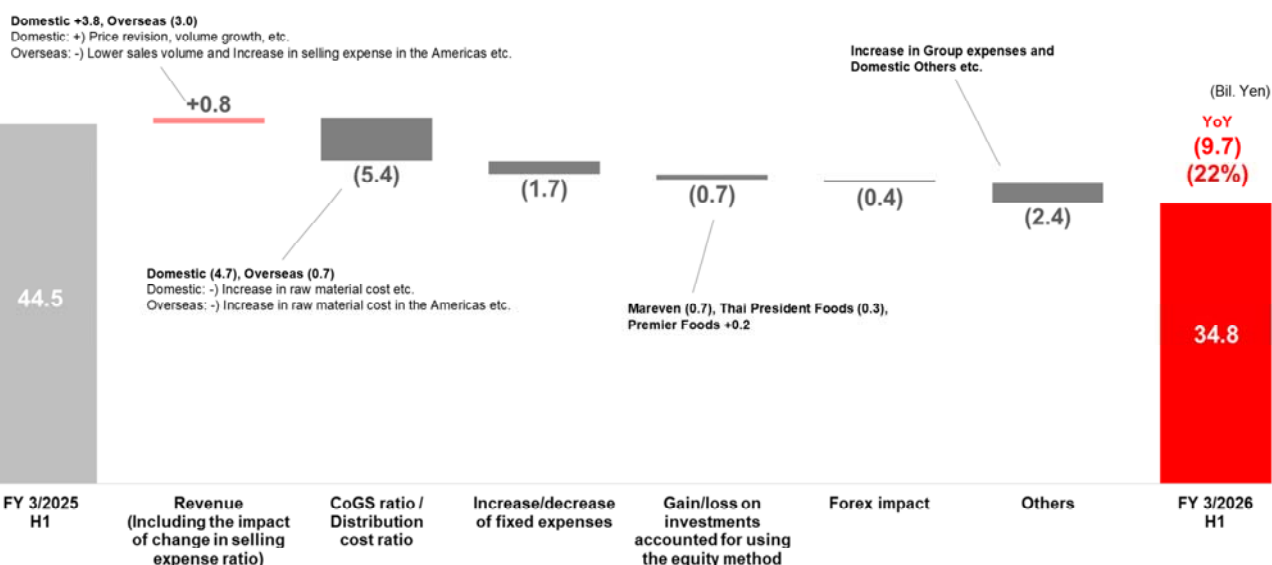 Domestic +3.8, Overseas (3.0)
Domestic: +) Price revision, volume growth, etc.
Overseas: -) Lower sales volume and Increase in selling expense in the Americas etc.
Increase in Group expenses and
Domestic Others etc.
(Bil. Yen)
+0.8
(5.4)
(1.7)
(0.7)
(0.4)
(2.4)
YoY
(9.7)
(22%)
Domestic (4.7), Overseas (0.7)
Domestic: -) Increase in raw material cost etc.
Overseas: -) Increase in raw material cost in the Americas etc.
Mareven (0.7), Thai President Foods (0.3),
Premier Foods +0.2
44.5
34.8
FY 3/2025
H1
Revenue
(Including the impact
of change in selling
expense ratio)
CoGS ratio /
Distribution
cost ratio
Increase/decrease
of fixed expenses
Gain/loss on
investments
accounted for using
the equity method
Forex impact
Others
FY 3/2026
H1